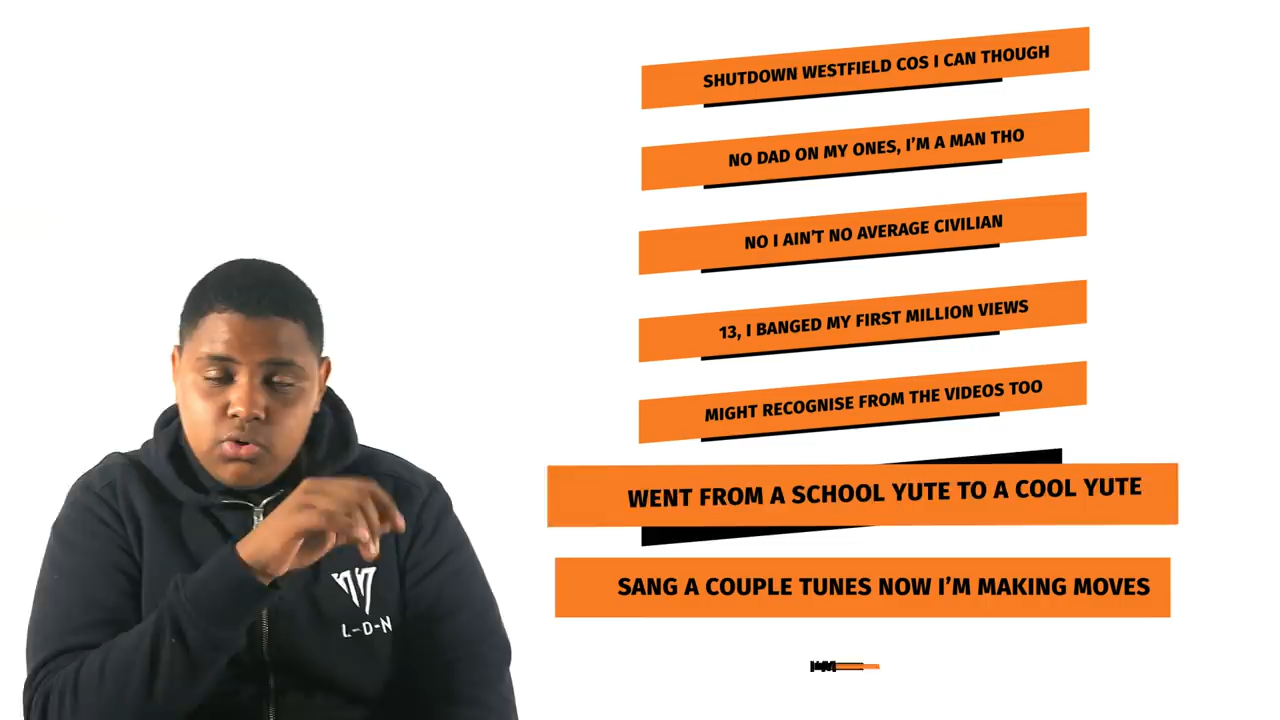 SHUTDOWN WESTFIELD COS I CAN THOUGH
NO DAD ON MY ONES, I'M A MAN THO
NO I AIN'T NO AVERAGE CIVILIAN
13, I BANGED MY FIRST MILLION VIEWS
MIGHT RECOGNISE FROM THE VIDEOS TOO
WENT FROM A SCHOOL YUTE TO A COOL YUTE
SANG A COUPLE TUNES NOW I'M MAKING MOVES
L-D-N